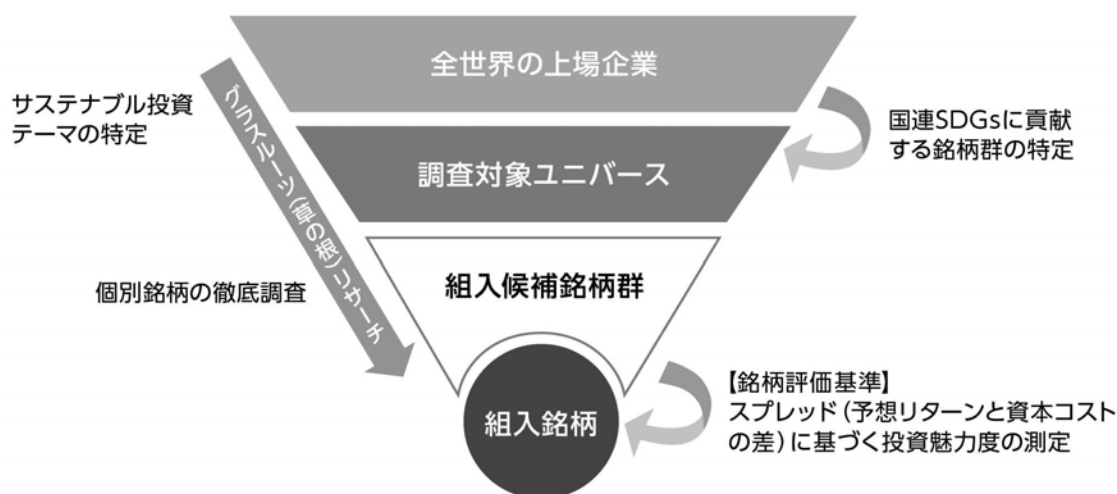 全世界の上場企業
サステナブル投資
テーマの特定
グラスルーツ(草の根)リサーチ
国連SDGsに貢献
する銘柄群の特定
調査対象ユニバース
個別銘柄の徹底調査
組入候補銘柄群
【銘柄評価基準】
スプレッド(予想リターンと資本コスト
の差)に基づく投資魅力度の測定
組入銘柄